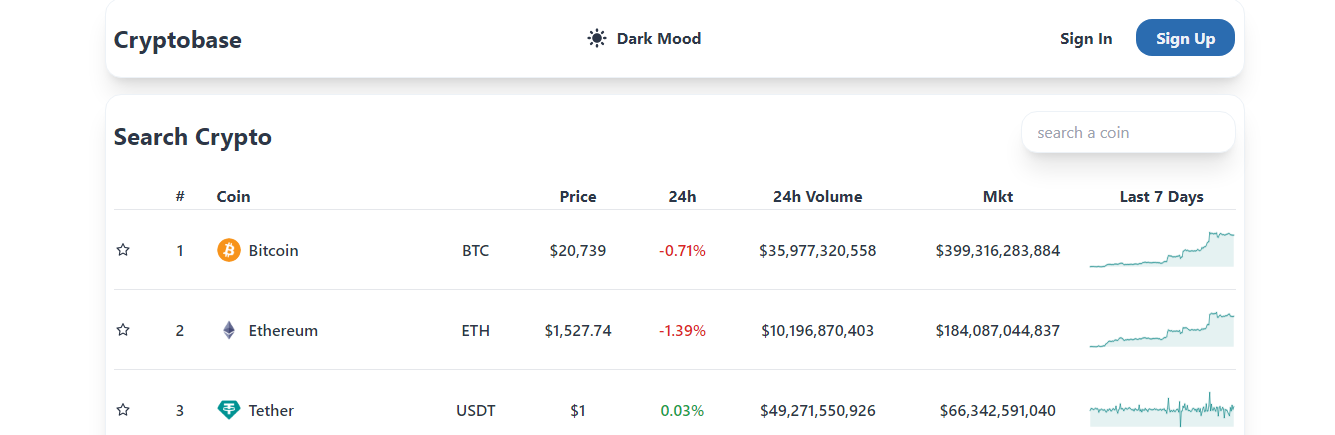 Cryptobase Dark Mood Sign In Sign Up
Search Crypto search a coin
# Coin Price 24h 24h Volume Mkt Last 7 Days
1 Bitcoin BTC $20,739 -0.71% $35,977,320,558 $399,316,283,884
2 Ethereum ETH $1,527.74 -1.39% $10,196,870,403 $184,087,044,837
3 Tether USDT $1 0.03% $49,271,550,926 $66,342,591,040